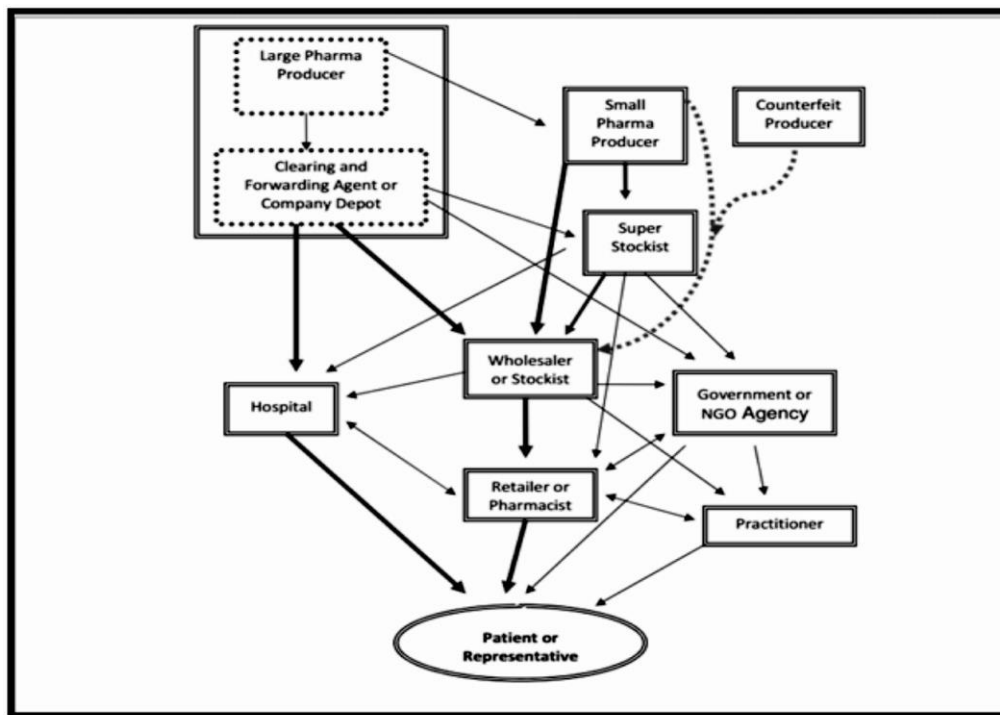 Large Pharma
Producer
Small
Pharma
Producer
Counterfeit
Producer
Clearing and
Forwarding Agent or
Company Depot
Super
Stockist
Wholesaler
or Stockist
Government or
NGO Agency
Hospital
Retailer or
Pharmacist
Practitioner
Patient or
Representative